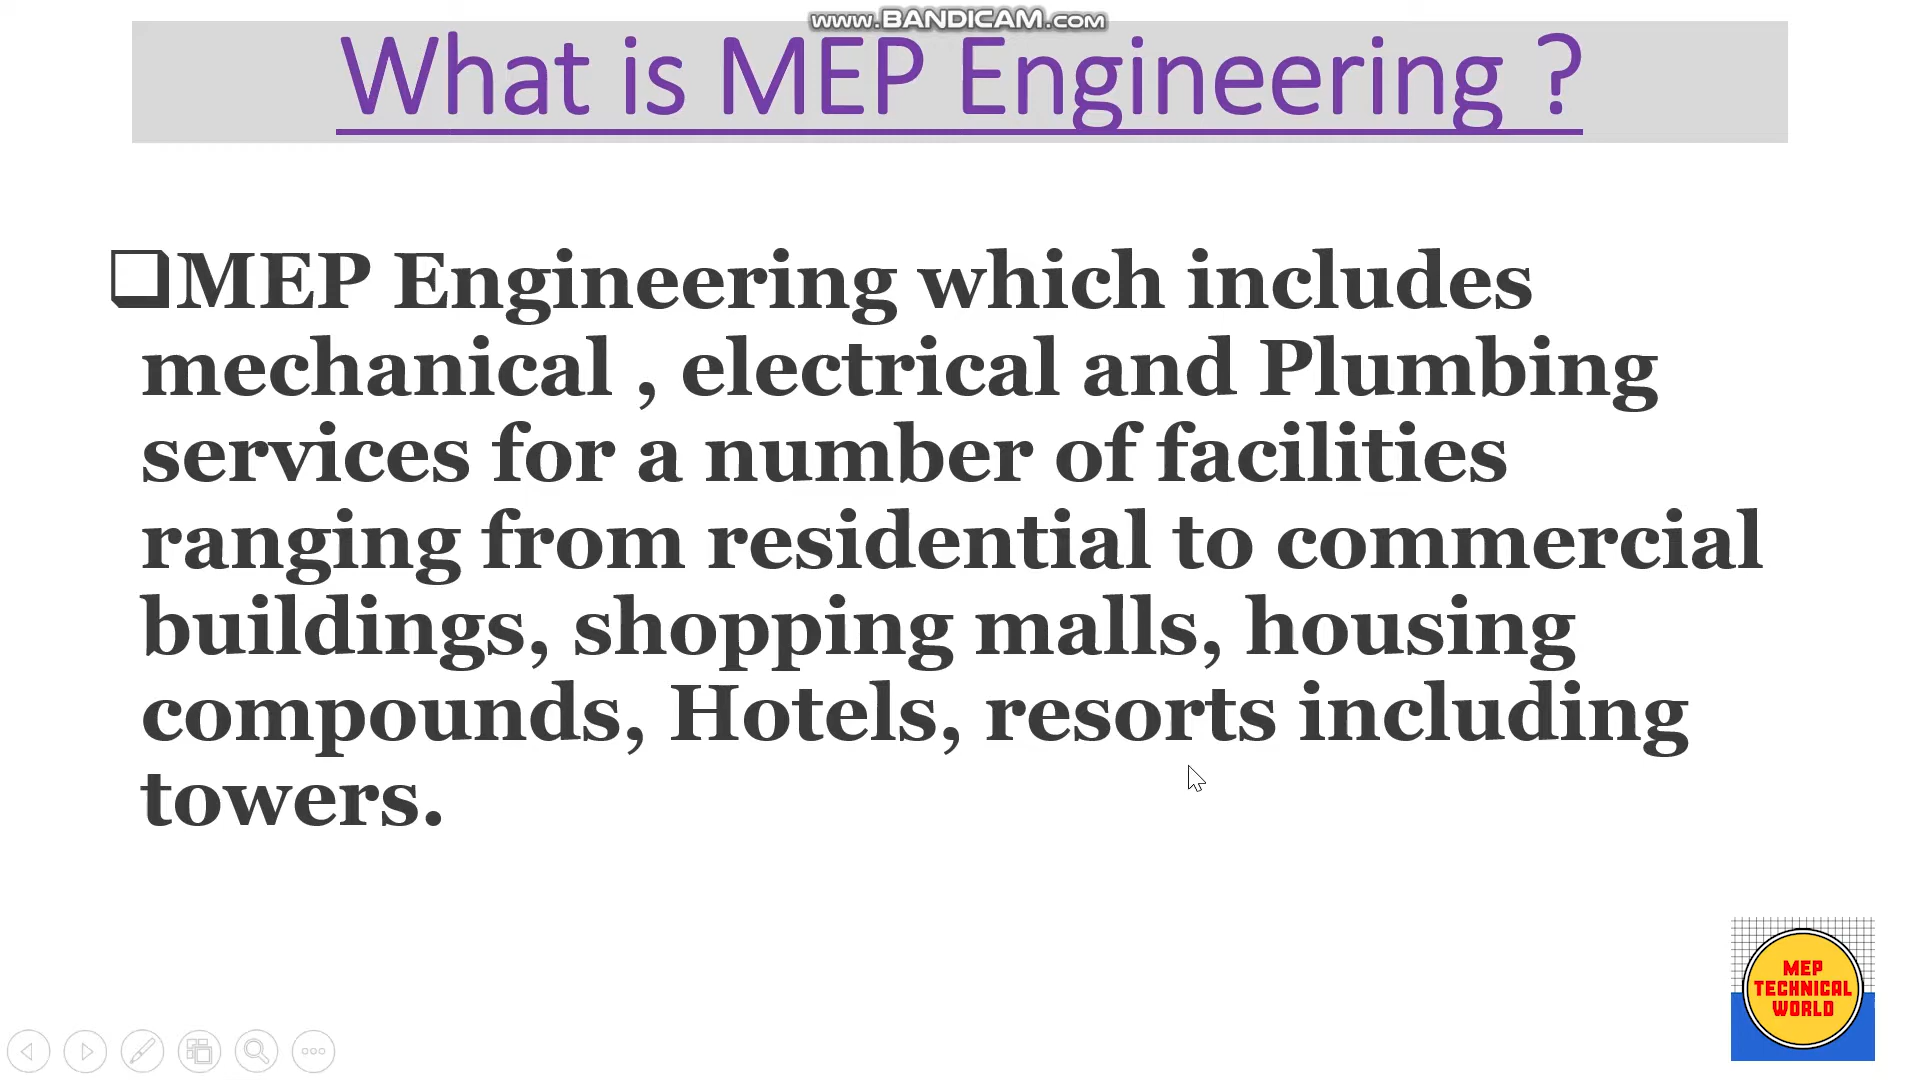 www.BANDICAM.com
What is MEP Engineering ?
❑MEP Engineering which includes
mechanical , electrical and Plumbing
services for a number of facilities
ranging from residential to commercial
buildings, shopping malls, housing
compounds, Hotels, resorts including
towers.
MEP
TECHNICAL
WORLD